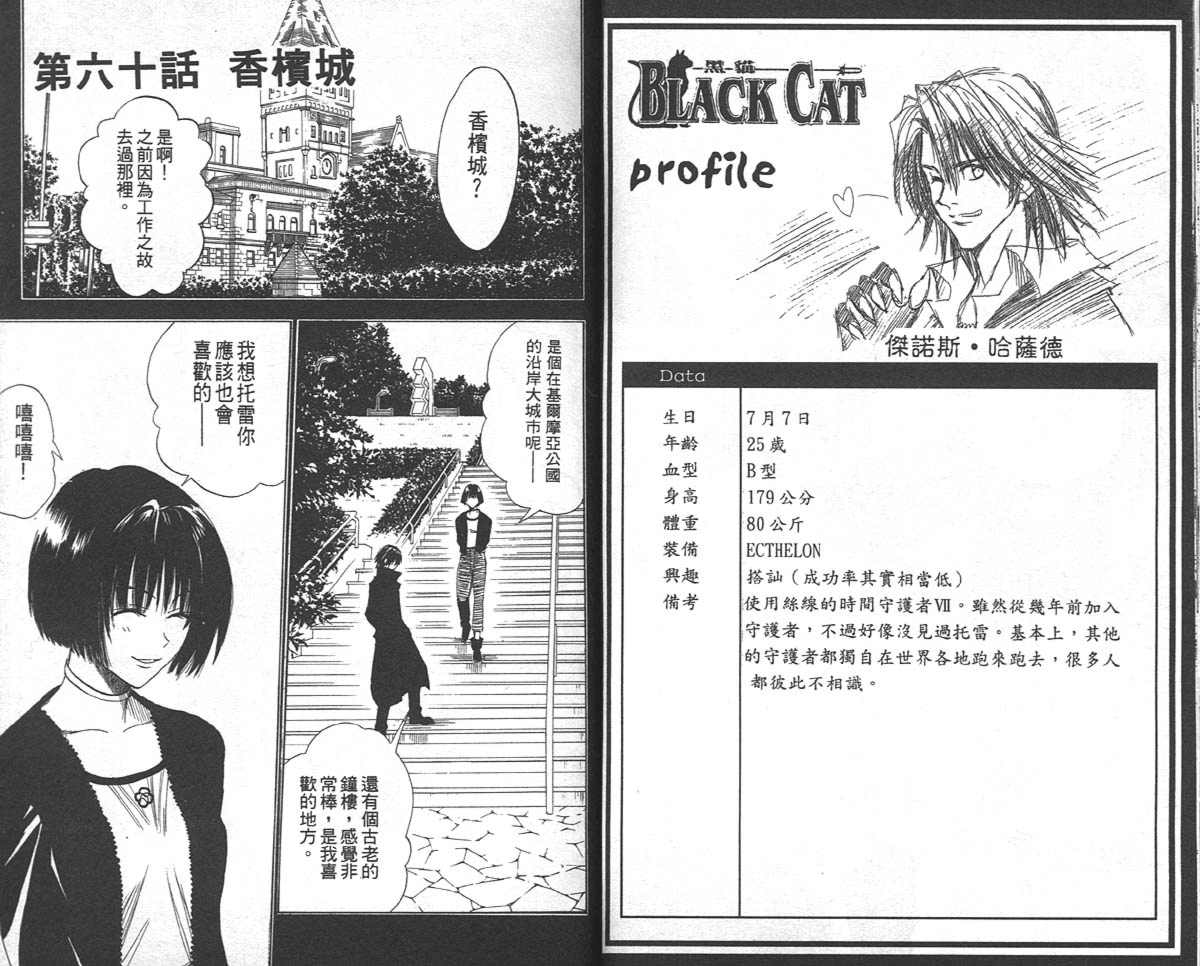 黒・猫
BLACK CAT
profile
傑諾斯・哈薩德
Data
生日 7月7日
年齡 25歲
血型 B型
身高 179公分
體重 80公斤
裝備 ECTHELON
興趣 搭訕（成功率其實相當低）
備考 使用絲線的時間守護者Ⅶ。雖然從幾年前加入
守護者，不過好像沒見過托雷。基本上，其他
的守護者都獨自在世界各地跑來跑去，很多人
都彼此不相識。
第六十話 香檳城
香檳城？
是啊！
之前因為工作之故
去過那裡。
是個在基爾摩亞公國
的沿岸大城市呢——
還有個古老的
鐘樓，感覺非
常棒，是我喜
歡的地方。
我想托雷你
應該也會
喜歡的——
嘻嘻嘻！